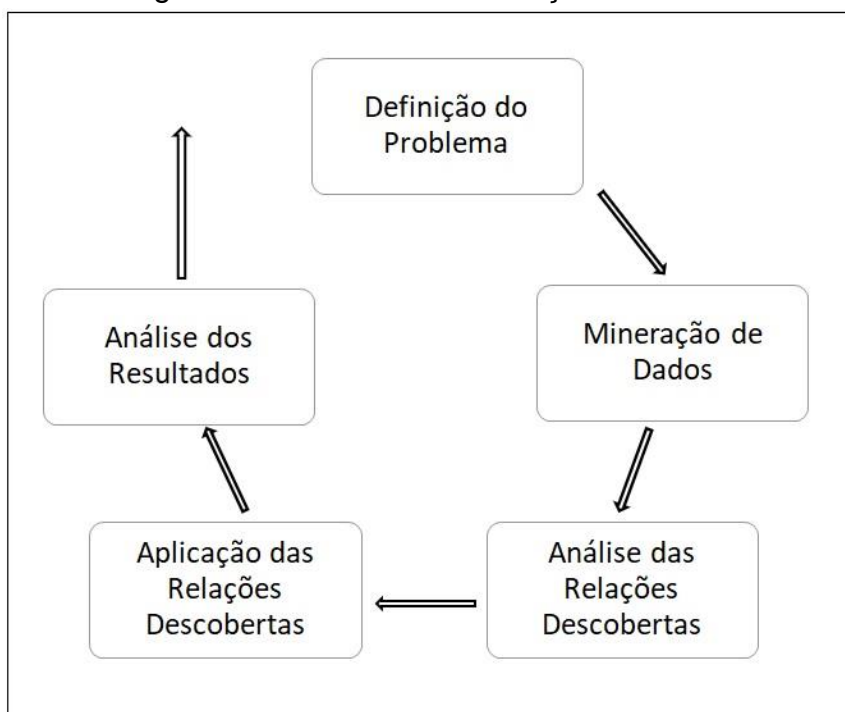 Definição do
Problema
Mineração de
Dados
Análise das
Relações
Descobertas
Aplicação das
Relações
Descobertas
Análise dos
Resultados